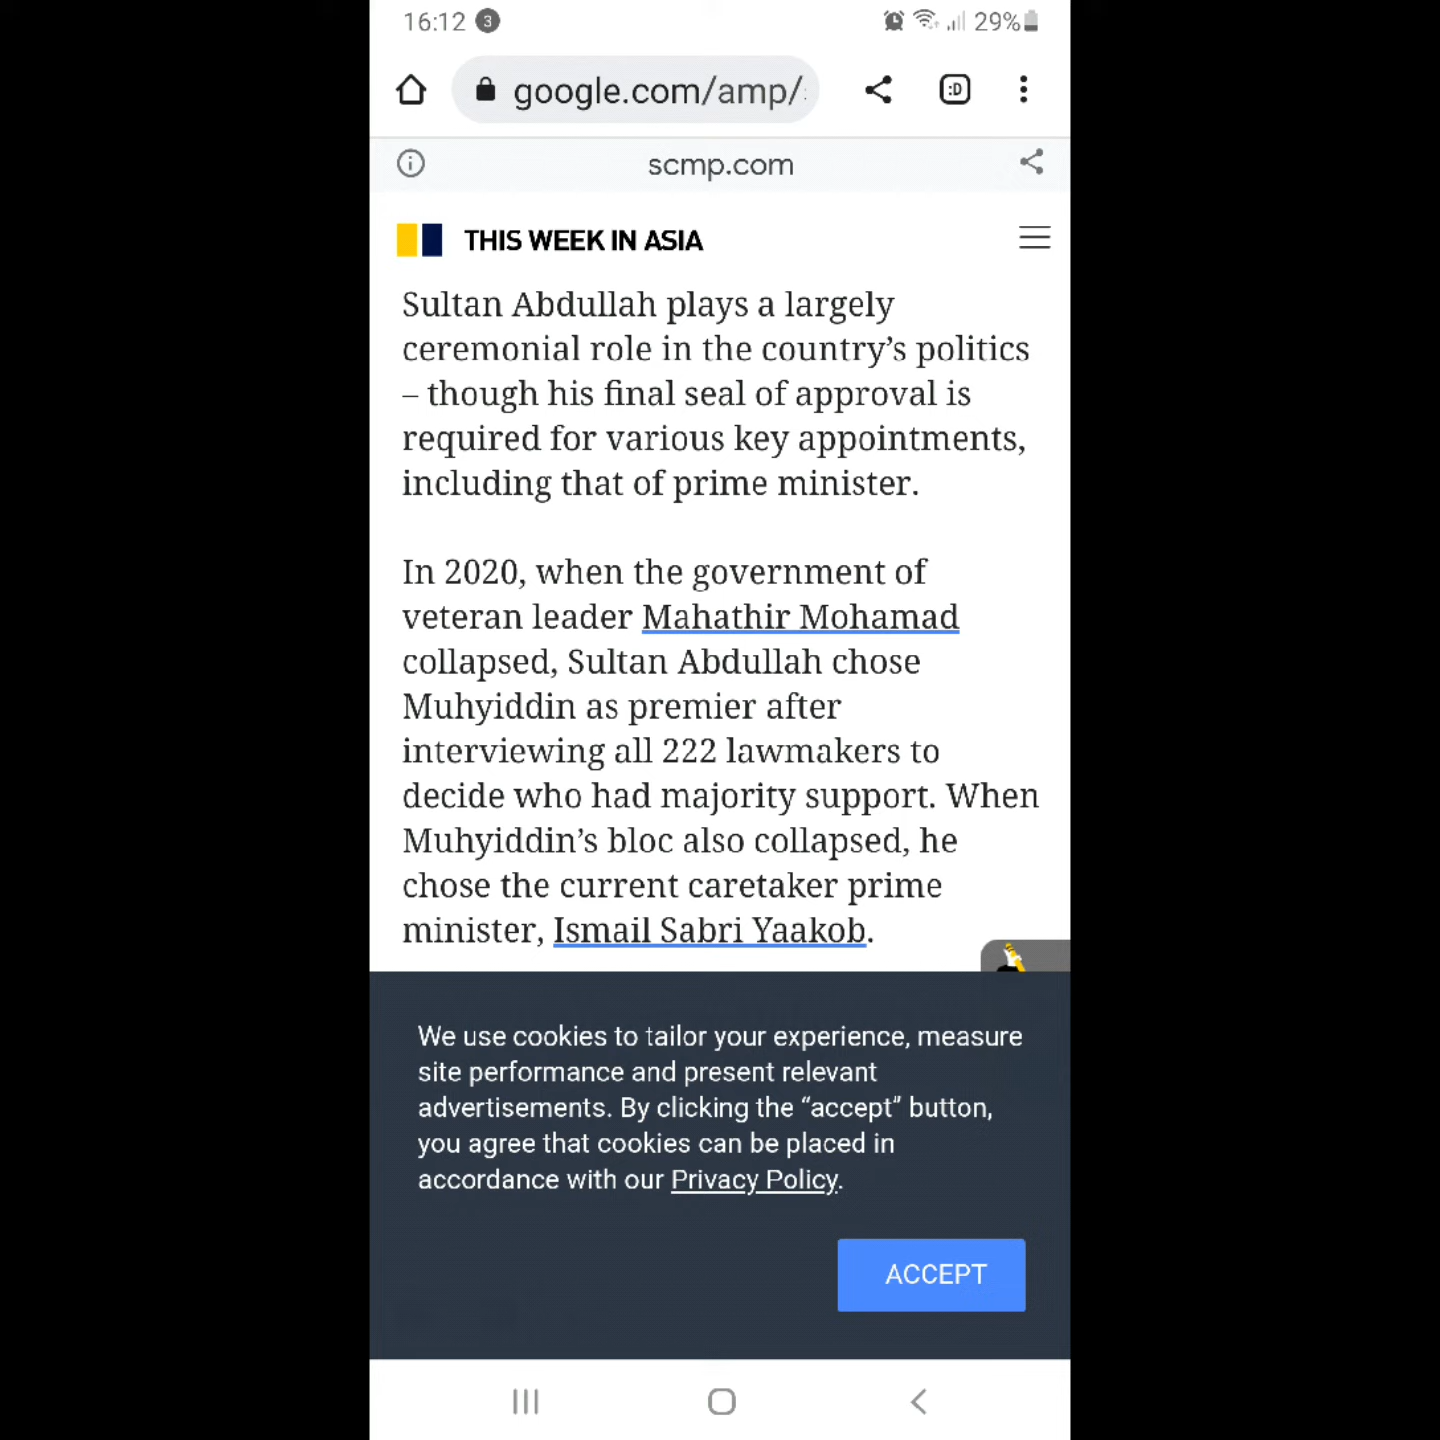 16:12 3 29%
google.com/amp/
:D
scmp.com
THIS WEEK IN ASIA
Sultan Abdullah plays a largely
ceremonial role in the country’s politics
– though his final seal of approval is
required for various key appointments,
including that of prime minister.
In 2020, when the government of
veteran leader Mahathir Mohamad
collapsed, Sultan Abdullah chose
Muhyiddin as premier after
interviewing all 222 lawmakers to
decide who had majority support. When
Muhyiddin’s bloc also collapsed, he
chose the current caretaker prime
minister, Ismail Sabri Yaakob.
We use cookies to tailor your experience, measure
site performance and present relevant
advertisements. By clicking the “accept” button,
you agree that cookies can be placed in
accordance with our Privacy Policy.
ACCEPT